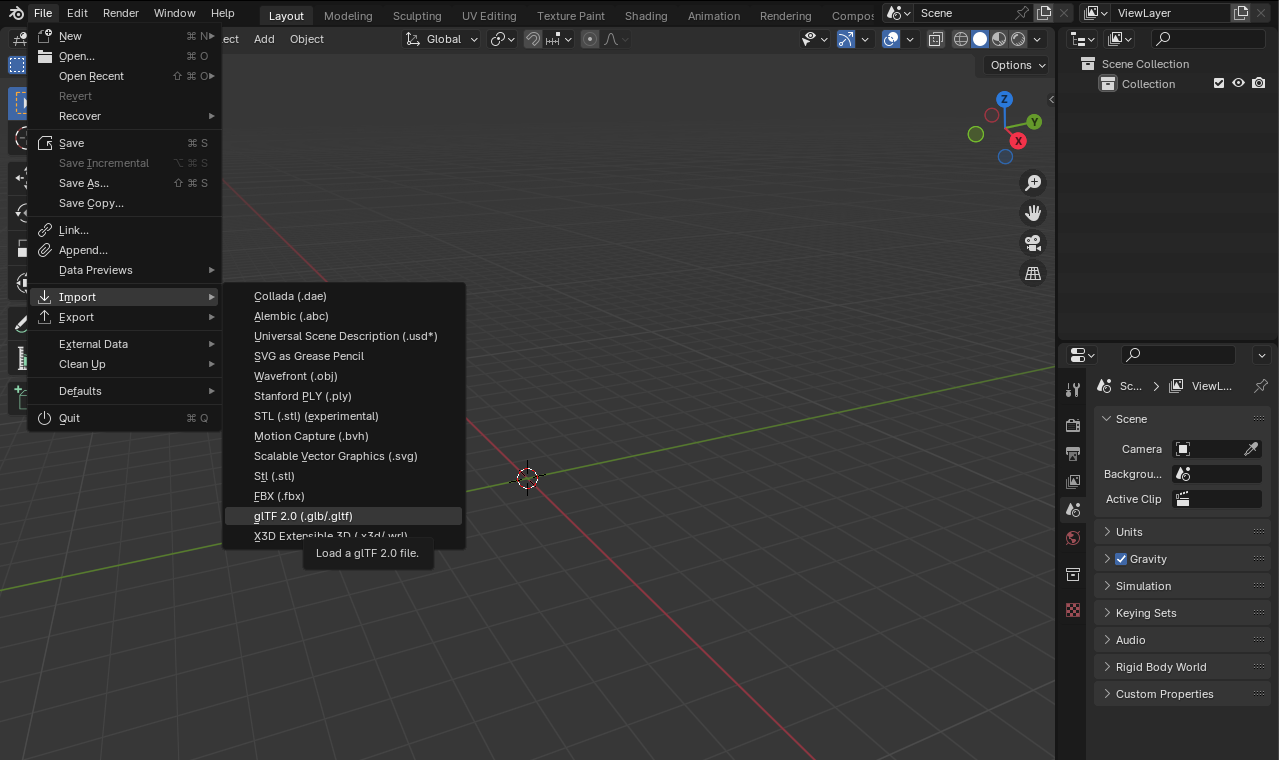 File Edit Render Window Help Layout Modeling Sculpting UV Editing Texture Paint Shading Animation Rendering Compos Scene ViewLayer
New ⌘ N
ect Add Object Global
Open... ⌘ O
Options
Open Recent ⇧ ⌘ O
Revert
Recover
Save ⌘ S
Save Incremental ⌥ ⌘ S
Save As... ⇧ ⌘ S
Save Copy...
Link...
Append...
Data Previews
Import
Export
External Data
Clean Up
Defaults
Quit ⌘ Q
Collada (.dae)
Alembic (.abc)
Universal Scene Description (.usd*)
SVG as Grease Pencil
Wavefront (.obj)
Stanford PLY (.ply)
STL (.stl) (experimental)
Motion Capture (.bvh)
Scalable Vector Graphics (.svg)
Stl (.stl)
FBX (.fbx)
glTF 2.0 (.glb/.gltf)
X3D Extensible 3D (.x3d/.wrl)
Load a glTF 2.0 file.
Z
Y
X
Scene Collection
Collection
Sc... ViewL...
Scene
Camera
Backgrou...
Active Clip
Units
Gravity
Simulation
Keying Sets
Audio
Rigid Body World
Custom Properties